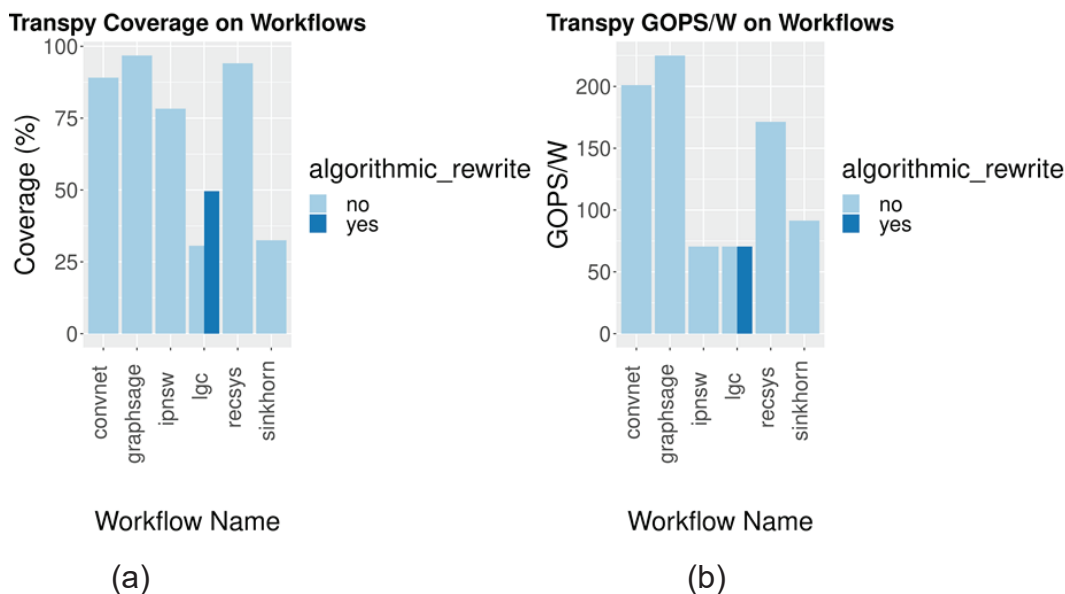 Transpy Coverage on Workflows
100
75
50
25
0
Coverage (%)
convnet
graphsage
ipnsw
lgc
recsys
sinkhorn
Workflow Name
algorithmic_rewrite
no
yes
(a)
Transpy GOPS/W on Workflows
200
150
100
50
0
GOPS/W
convnet
graphsage
ipnsw
lgc
recsys
sinkhorn
Workflow Name
algorithmic_rewrite
no
yes
(b)